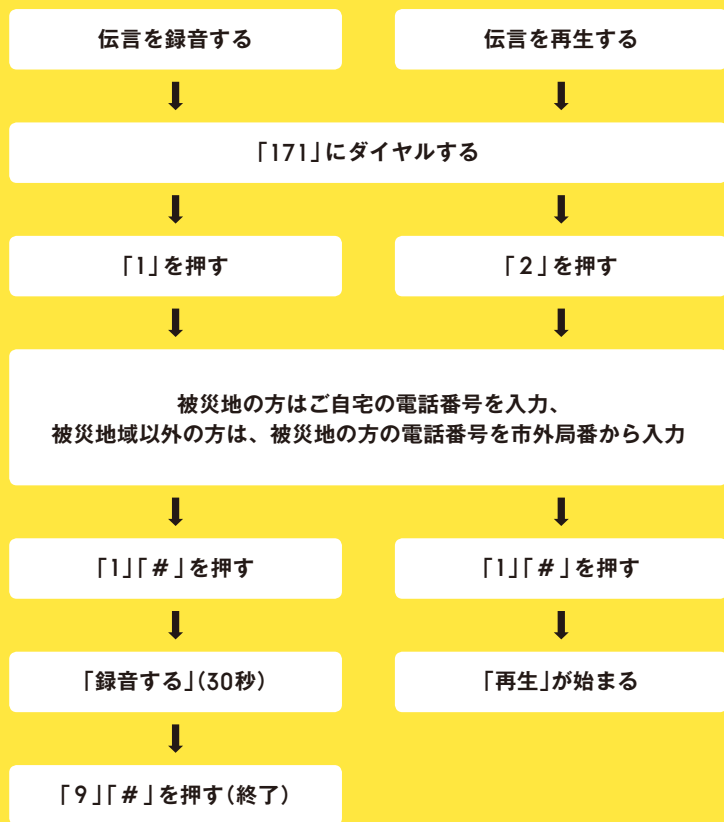 伝言を録音する
伝言を再生する
「171」にダイヤルする
「1」を押す
「2」を押す
被災地の方はご自宅の電話番号を入力、
被災地域以外の方は、被災地の方の電話番号を市外局番から入力
「1」「#」を押す
「1」「#」を押す
「録音する」(30秒)
「再生」が始まる
「9」「#」を押す(終了)